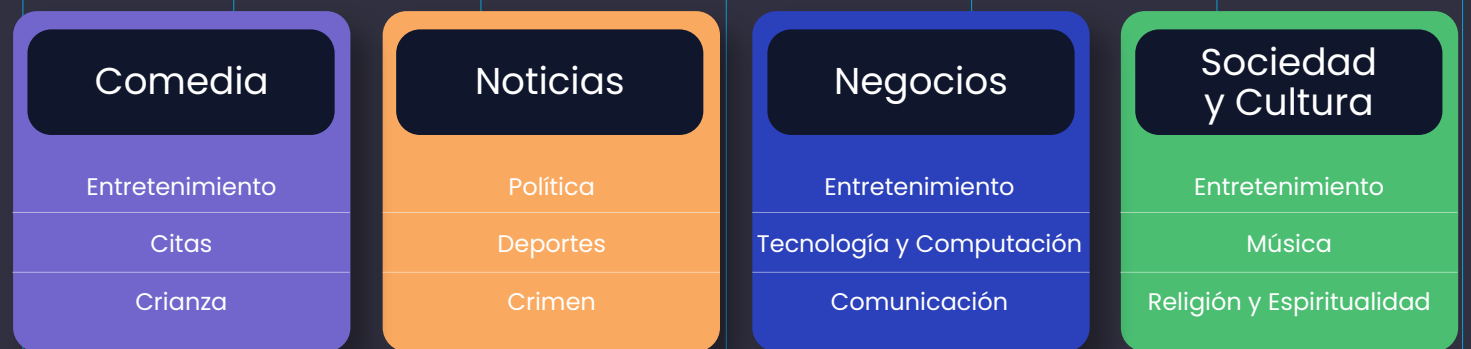 Comedia
Entretenimiento
Citas
Crianza
Noticias
Política
Deportes
Crimen
Negocios
Entretenimiento
Tecnología y Computación
Comunicación
Sociedad
y Cultura
Entretenimiento
Música
Religión y Espiritualidad